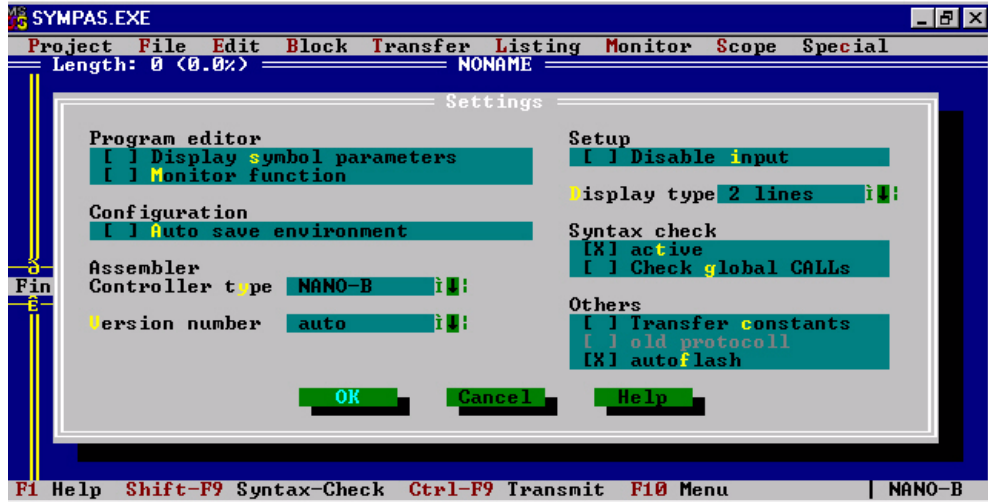 SYMPAS.EXE
Project File Edit Block Transfer Listing Monitor Scope Special
Length: 0 (0.0%) NONAME
Settings
Program editor
[ ] Display symbol parameters
[ ] Monitor function
Configuration
[ ] Auto save environment
Assembler
Controller type NANO-B
Version number auto
Setup
[ ] Disable input
Display type 2 lines
Syntax check
[X] active
[ ] Check global CALLs
Others
[ ] Transfer constants
[ ] old protocoll
[X] autoflash
OK Cancel Help
Fin
F1 Help Shift-F9 Syntax-Check Ctrl-F9 Transmit F10 Menu NANO-B